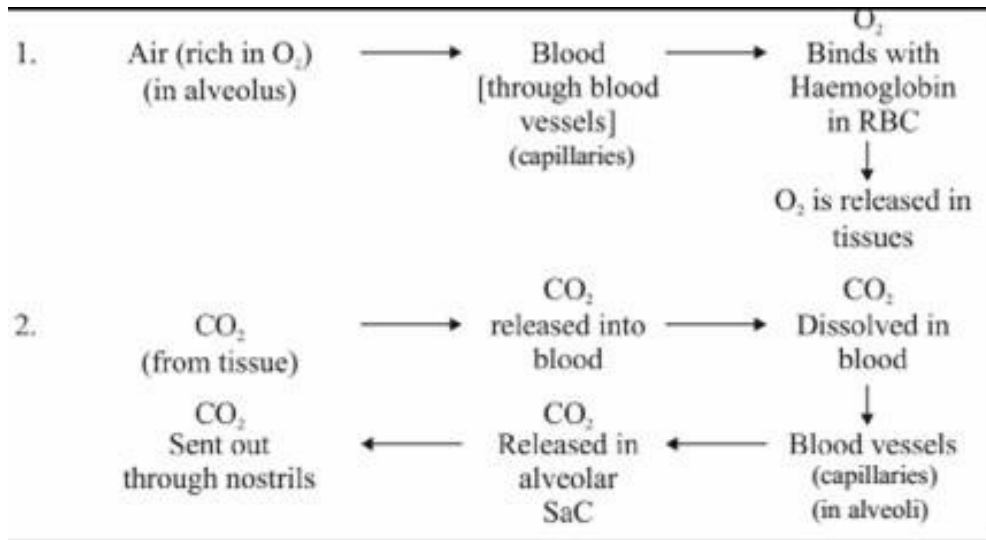 1. Air (rich in O₂) Blood O₂
(in alveolus) [through blood Binds with
vessels] Haemoglobin
(capillaries) in RBC
O₂ is released in
tissues
2. CO₂ CO₂ CO₂
(from tissue) released into Dissolved in
blood blood
CO₂ CO₂ Blood vessels
Sent out Released in (capillaries)
through nostrils alveolar (in alveoli)
SaC